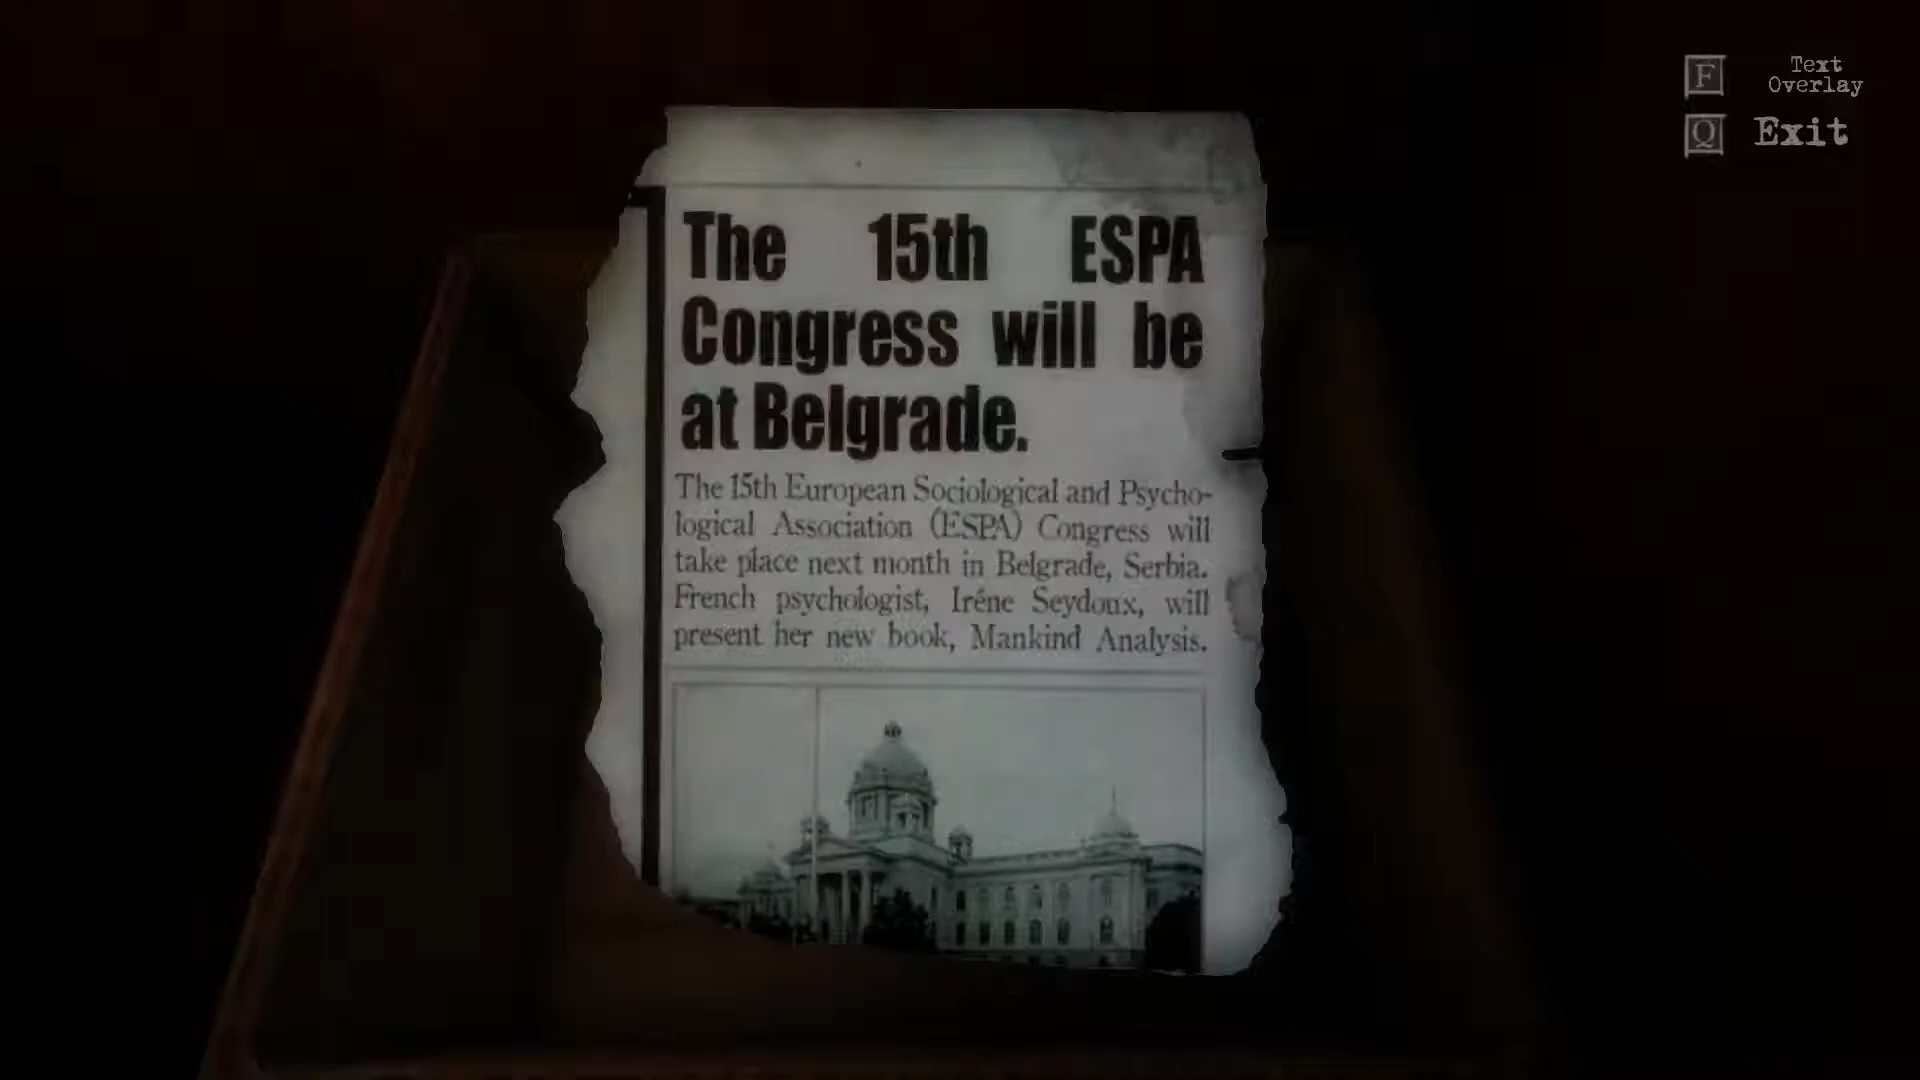 F Text
Overlay
Q Exit
The 15th ESPA
Congress will be
at Belgrade.
The 15th European Sociological and Psycho-
logical Association (ESPA) Congress will
take place next month in Belgrade, Serbia.
French psychologist, Iréne Seydoux, will
present her new book, Mankind Analysis.